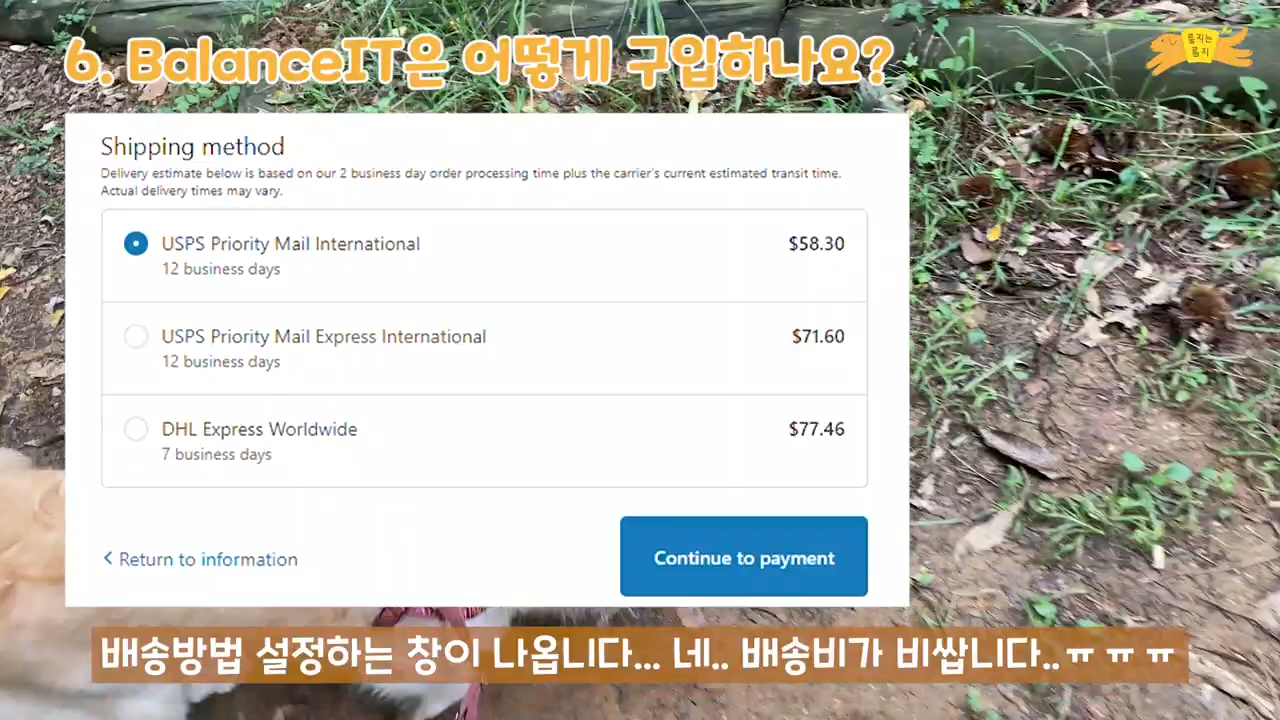 6. BalanceIT은 어떻게 구입하나요?
룽지는
룽지
Shipping method
Delivery estimate below is based on our 2 business day order processing time plus the carrier's current estimated transit time.
Actual delivery times may vary.
USPS Priority Mail International $58.30
12 business days
USPS Priority Mail Express International $71.60
12 business days
DHL Express Worldwide $77.46
7 business days
< Return to information
Continue to payment
배송방법 설정하는 창이 나옵니다... 네.. 배송비가 비쌉니다..ㅠㅠㅠ